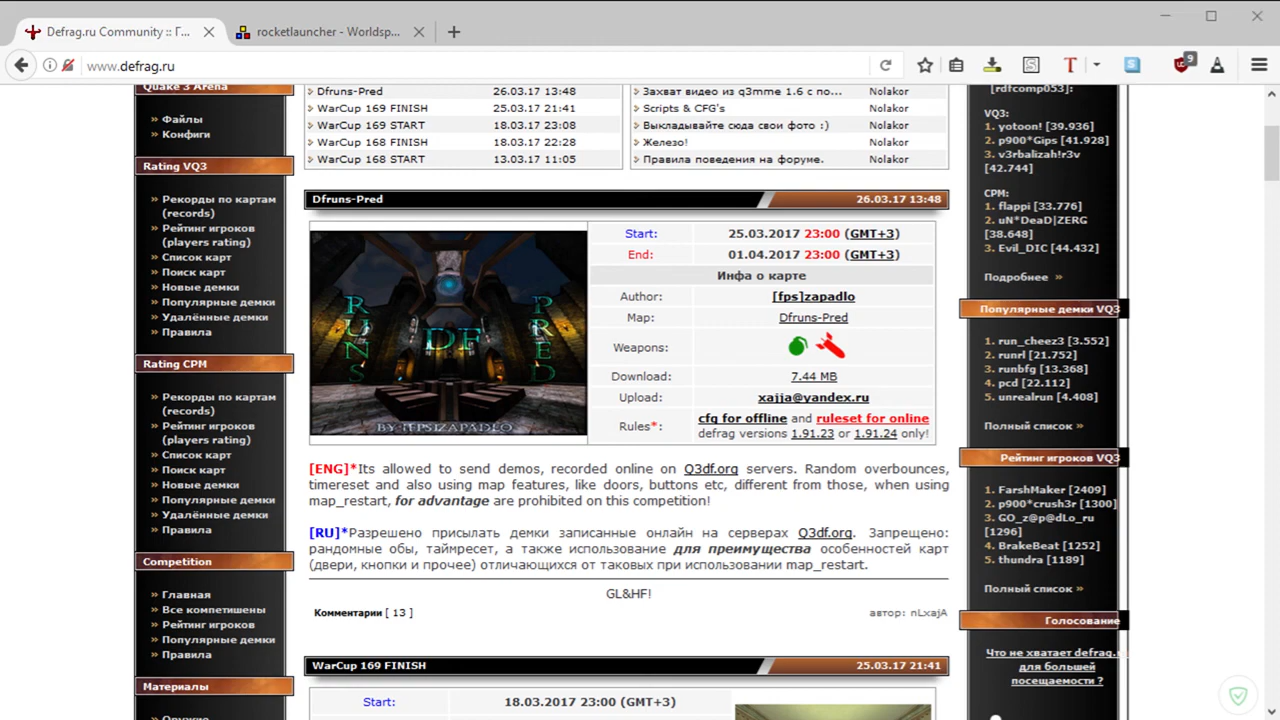 Defrag.ru Community :: Г...
rocketlauncher - Worldsp...
www.defrag.ru
9
Quake 3 Arena
Файлы
Конфиги
Rating VQ3
Рекорды по картам
(records)
Рейтинг игроков
(players rating)
Список карт
Поиск карт
Новые демки
Популярные демки
Удалённые демки
Правила
Rating CPM
Рекорды по картам
(records)
Рейтинг игроков
(players rating)
Список карт
Поиск карт
Новые демки
Популярные демки
Удалённые демки
Правила
Competition
Главная
Все компетишены
Рейтинг игроков
Популярные демки
Правила
Материалы
Оружие
Dfruns-Pred 26.03.17 13:48
WarCup 169 FINISH 25.03.17 21:41
WarCup 169 START 18.03.17 23:08
WarCup 168 FINISH 18.03.17 22:28
WarCup 168 START 13.03.17 11:05
Захват видео из q3mme 1.6 с по... Nolakor
Scripts & CFG's Nolakor
Выкладывайте сюда свои фото :) Nolakor
Железо! Nolakor
Правила поведения на форуме. Nolakor
Dfruns-Pred 26.03.17 13:48
RUNS DF PRED
BY:[FPS]ZAPADLO
Start: 25.03.2017 23:00 (GMT+3)
End: 01.04.2017 23:00 (GMT+3)
Инфа о карте
Author: [fps]zapadlo
Map: Dfruns-Pred
Weapons:
Download: 7.44 MB
Upload: xajja@yandex.ru
Rules*: cfg for offline and ruleset for online
defrag versions 1.91.23 or 1.91.24 only!
[ENG]*Its allowed to send demos, recorded online on Q3df.org servers. Random overbounces,
timereset and also using map features, like doors, buttons etc, different from those, when using
map_restart, for advantage are prohibited on this competition!
[RU]*Разрешено присылать демки записанные онлайн на серверах Q3df.org. Запрещено:
рандомные обы, таймресет, а также использование для преимущества особенностей карт
(двери, кнопки и прочее) отличающихся от таковых при использовании map_restart.
GL&HF!
Комментарии [ 13 ] автор: nLxajA
WarCup 169 FINISH 25.03.17 21:41
Start: 18.03.2017 23:00 (GMT+3)
[rdfcomp053]:
VQ3:
1. yotoon! [39.936]
2. p900*Gips [41.928]
3. v3rbalizah!r3v
[42.744]
CPM:
1. flappi [33.776]
2. uN*DeaD|ZERG
[38.648]
3. Evil_DIC [44.432]
Подробнее »
Популярные демки VQ3
1. run_cheez3 [3.552]
2. runrl [21.752]
3. runbfg [13.368]
4. pcd [22.112]
5. unrealrun [4.408]
Полный список »
Рейтинг игроков VQ3
1. FarshMaker [2409]
2. p900*crush3r [1300]
3. GO_z@p@dLo_ru
[1296]
4. BrakeBeat [1252]
5. thundra [1189]
Полный список »
Голосование
Что не хватает defrag.r
для большей
посещаемости ?